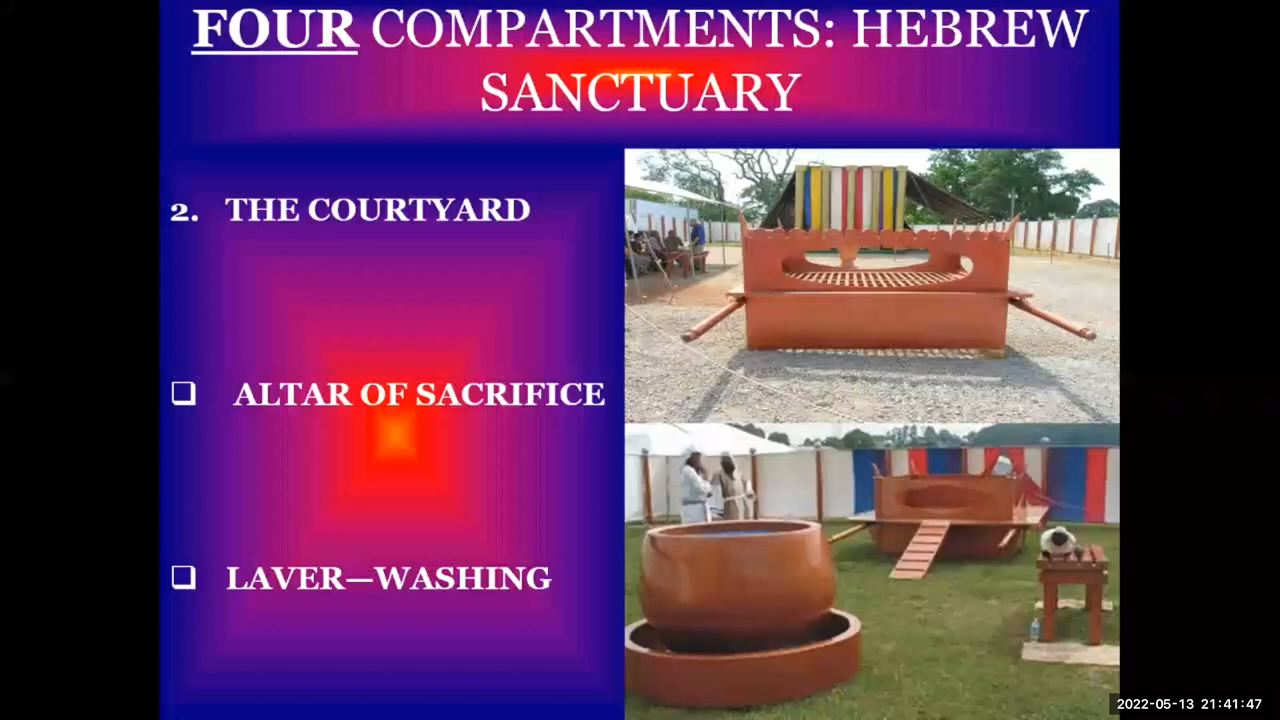 FOUR COMPARTMENTS: HEBREW
SANCTUARY
2. THE COURTYARD
❑ ALTAR OF SACRIFICE
❑ LAVER—WASHING
2022-05-13 21:41:47